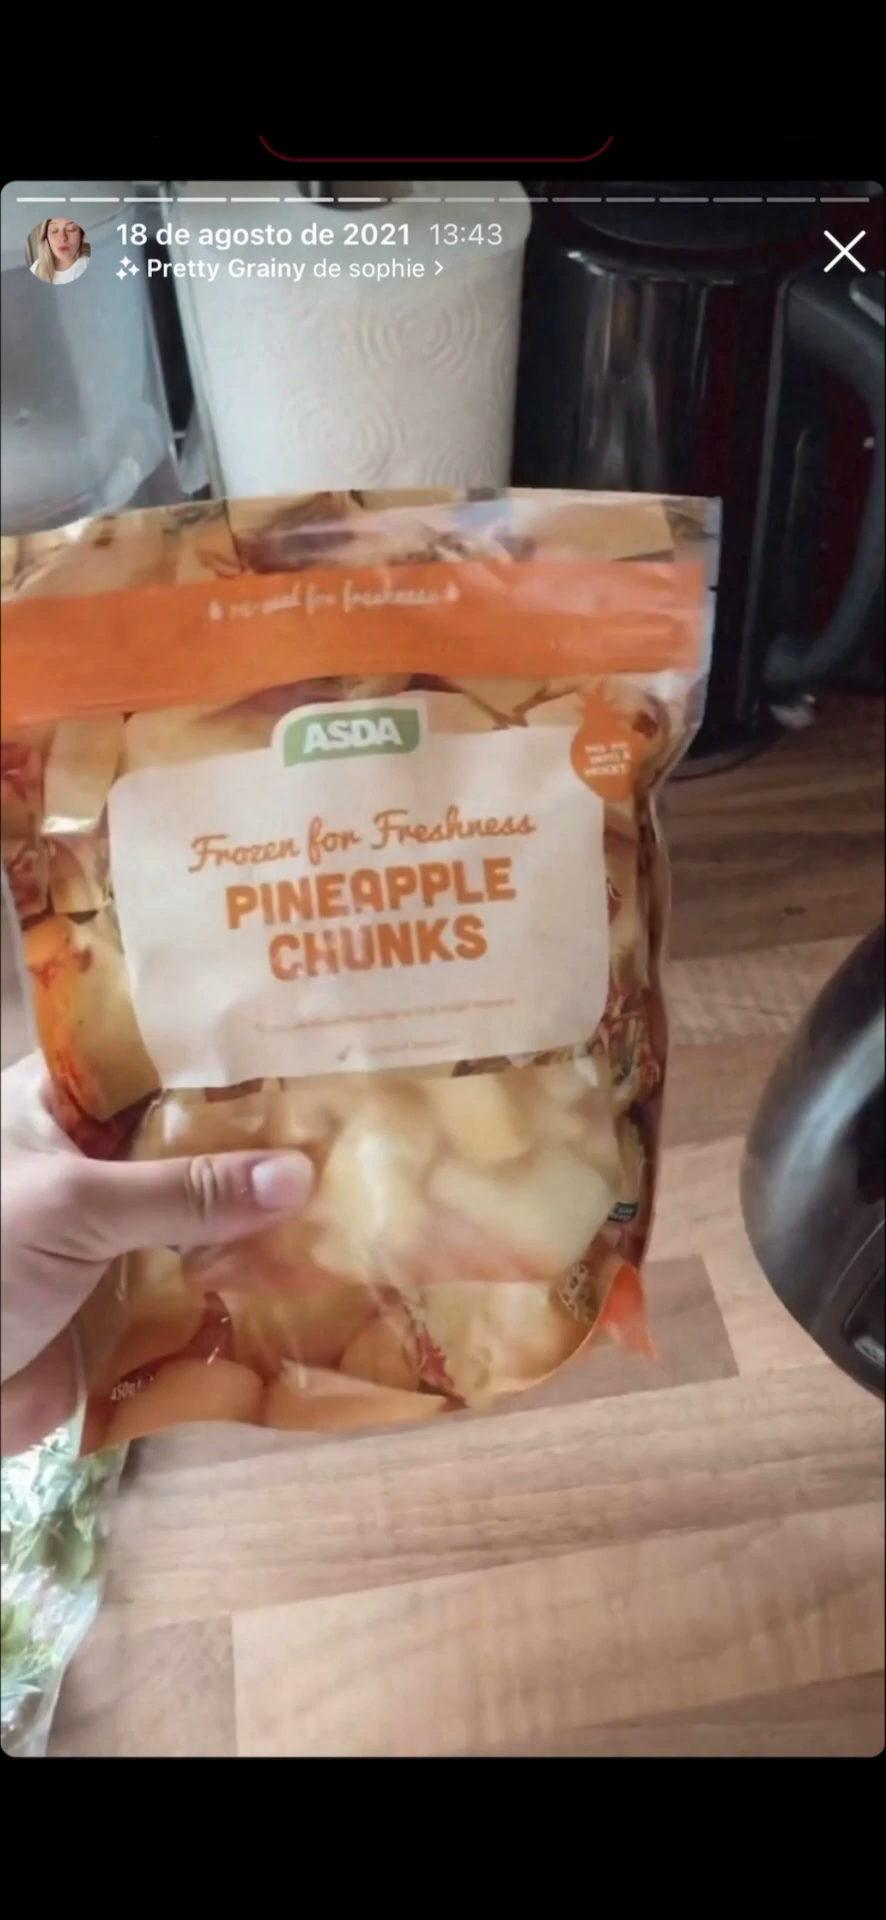 18 de agosto de 2021 13:43
Pretty Grainy de sophie >
re-seal for freshness
ASDA
Frozen for Freshness
PINEAPPLE
CHUNKS
450g